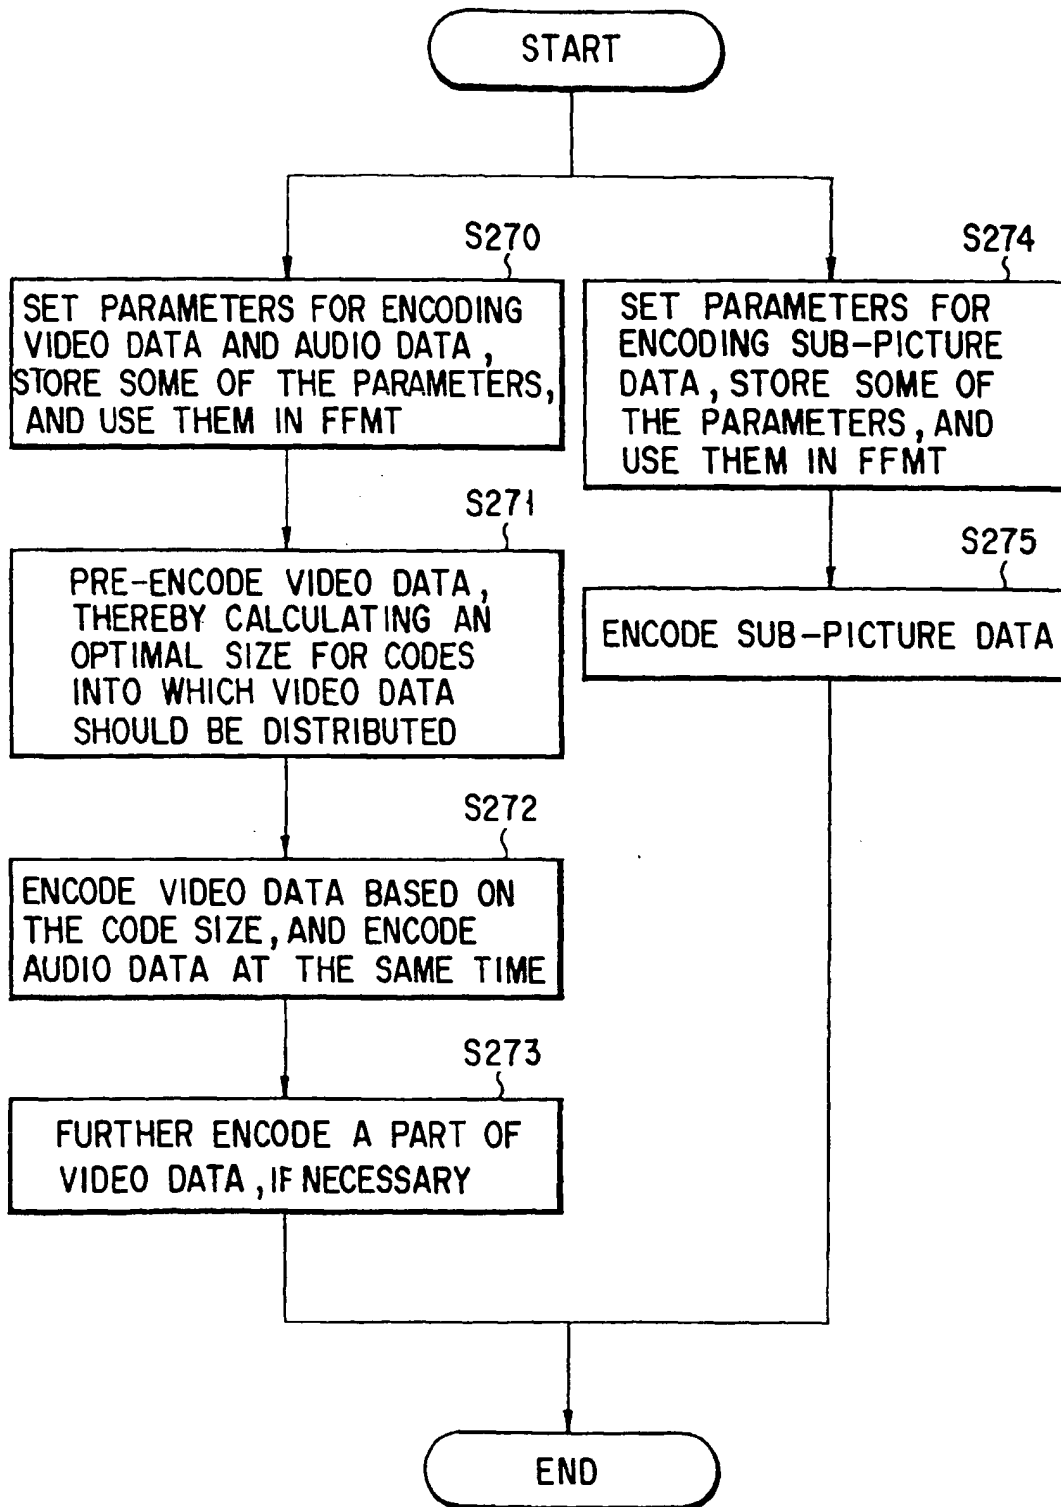 START
S270
SET PARAMETERS FOR ENCODING
VIDEO DATA AND AUDIO DATA,
STORE SOME OF THE PARAMETERS,
AND USE THEM IN FFMT
S271
PRE-ENCODE VIDEO DATA,
THEREBY CALCULATING AN
OPTIMAL SIZE FOR CODES
INTO WHICH VIDEO DATA
SHOULD BE DISTRIBUTED
S272
ENCODE VIDEO DATA BASED ON
THE CODE SIZE, AND ENCODE
AUDIO DATA AT THE SAME TIME
S273
FURTHER ENCODE A PART OF
VIDEO DATA, IF NECESSARY
S274
SET PARAMETERS FOR
ENCODING SUB-PICTURE
DATA, STORE SOME OF
THE PARAMETERS, AND
USE THEM IN FFMT
S275
ENCODE SUB-PICTURE DATA
END